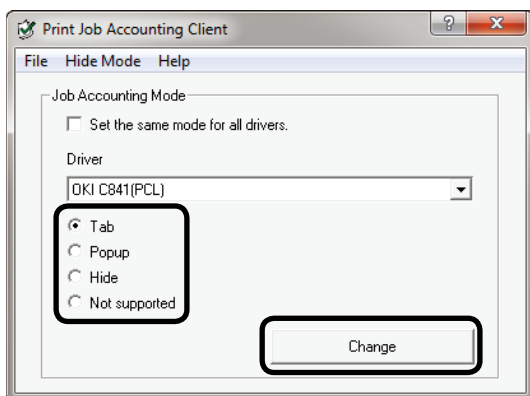 Print Job Accounting Client
File Hide Mode Help
Job Accounting Mode
Set the same mode for all drivers.
Driver
OKI C841(PCL)
Tab
Popup
Hide
Not supported
Change